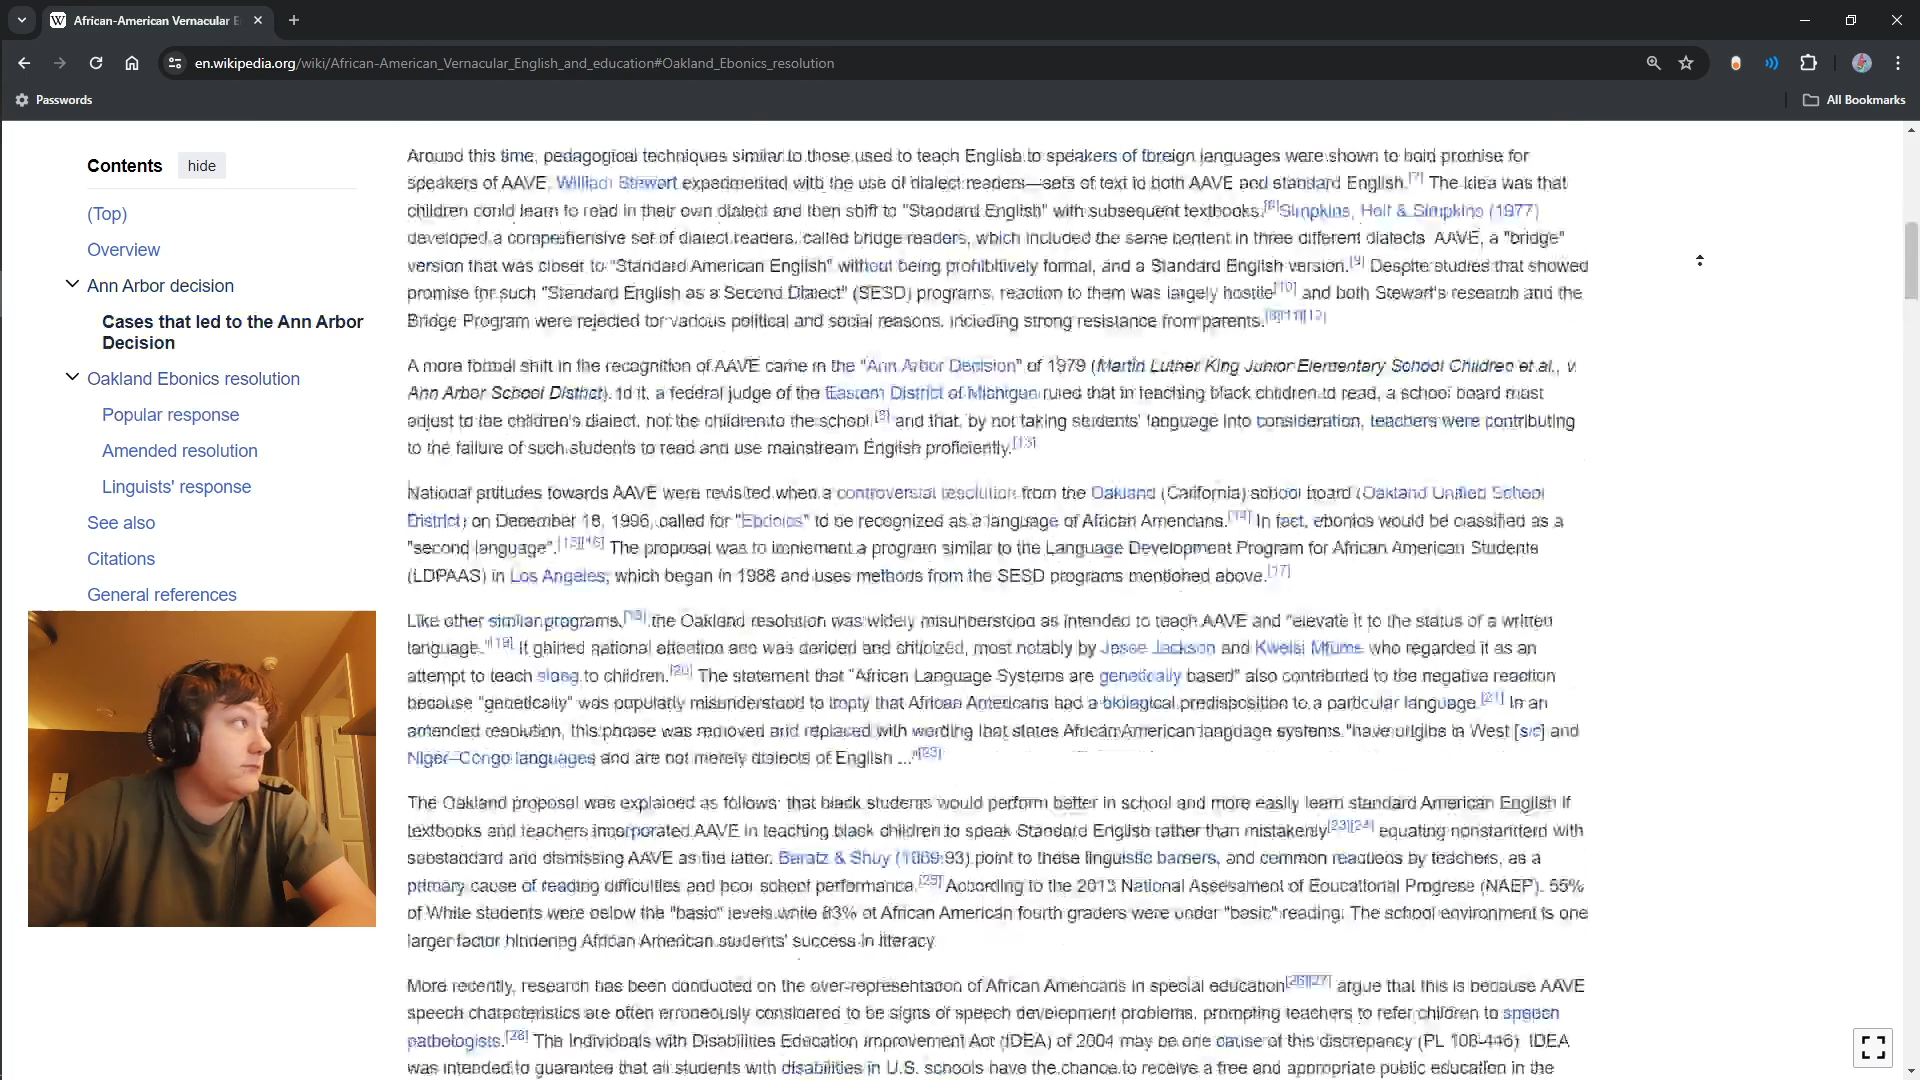 African-American Vernacular E
en.wikipedia.org/wiki/African-American_Vernacular_English_and_education#Oakland_Ebonics_resolution
Passwords
All Bookmarks
Contents
hide
(Top)
Overview
Ann Arbor decision
Cases that led to the Ann Arbor
Decision
Oakland Ebonics resolution
Popular response
Amended resolution
Linguists' response
See also
Citations
General references
Around this time, pedagogical techniques similar to those used to teach English to speakers of foreign languages were shown to hold promise for
speakers of AAVE. William Stewart experimented with the use of dialect readers—sets of text in both AAVE and standard English.[7] The idea was that
children could learn to read in their own dialect and then shift to "Standard English" with subsequent textbooks.[8] Simpkins, Holt & Simpkins (1977)
developed a comprehensive set of dialect readers, called bridge readers, which included the same content in three different dialects: AAVE, a "bridge"
version that was closer to "Standard American English" without being prohibitively formal, and a Standard English version.[9] Despite studies that showed
promise for such "Standard English as a Second Dialect" (SESD) programs, reaction to them was largely hostile[10] and both Stewart's research and the
Bridge Program were rejected for various political and social reasons, including strong resistance from parents.[8][11][12]
A more formal shift in the recognition of AAVE came in the "Ann Arbor Decision" of 1979 (Martin Luther King Junior Elementary School Children et al., v.
Ann Arbor School District). In it, a federal judge of the Eastern District of Michigan ruled that in teaching black children to read, a school board must
adjust to the children's dialect, not the children to the school,[9] and that, by not taking students' language into consideration, teachers were contributing
to the failure of such students to read and use mainstream English proficiently.[13]
National attitudes towards AAVE were revisited when a controversial resolution from the Oakland (California) school board (Oakland Unified School
District) on December 18, 1996, called for "Ebonics" to be recognized as a language of African Americans.[14] In fact, ebonics would be classified as a
"second language".[15][16] The proposal was to implement a program similar to the Language Development Program for African American Students
(LDPAAS) in Los Angeles, which began in 1988 and uses methods from the SESD programs mentioned above.[17]
Like other similar programs,[18] the Oakland resolution was widely misunderstood as intended to teach AAVE and "elevate it to the status of a written
language."[19] It gained national attention and was derided and criticized, most notably by Jesse Jackson and Kweisi Mfume who regarded it as an
attempt to teach slang to children.[20] The statement that "African Language Systems are genetically based" also contributed to the negative reaction
because "genetically" was popularly misunderstood to imply that African Americans had a biological predisposition to a particular language.[21] In an
amended resolution, this phrase was removed and replaced with wording that states African American language systems "have origins in West [sic] and
Niger–Congo languages and are not merely dialects of English ..."
The Oakland proposal was explained as follows: that black students would perform better in school and more easily learn standard American English if
textbooks and teachers incorporated AAVE in teaching black children to speak Standard English rather than mistakenly[23][24] equating nonstandard with
substandard and dismissing AAVE as the latter. Baratz & Shuy (1969:93) point to these linguistic barriers, and common reactions by teachers, as a
primary cause of reading difficulties and poor school performance.[25] According to the 2013 National Assessment of Educational Progress (NAEP), 55%
of White students were below the "basic" levels while 83% of African American fourth graders were under "basic" reading. The school environment is one
larger factor hindering African American students' success in literacy.
More recently, research has been conducted on the over-representation of African Americans in special education[26][27] argue that this is because AAVE
speech characteristics are often erroneously considered to be signs of speech development problems, prompting teachers to refer children to speech
pathologists.[28] The Individuals with Disabilities Education Improvement Act (IDEA) of 2004 may be one cause of this discrepancy (PL 108-446). IDEA
was intended to guarantee that all students with disabilities in U.S. schools have the chance to receive a free and appropriate public education in the